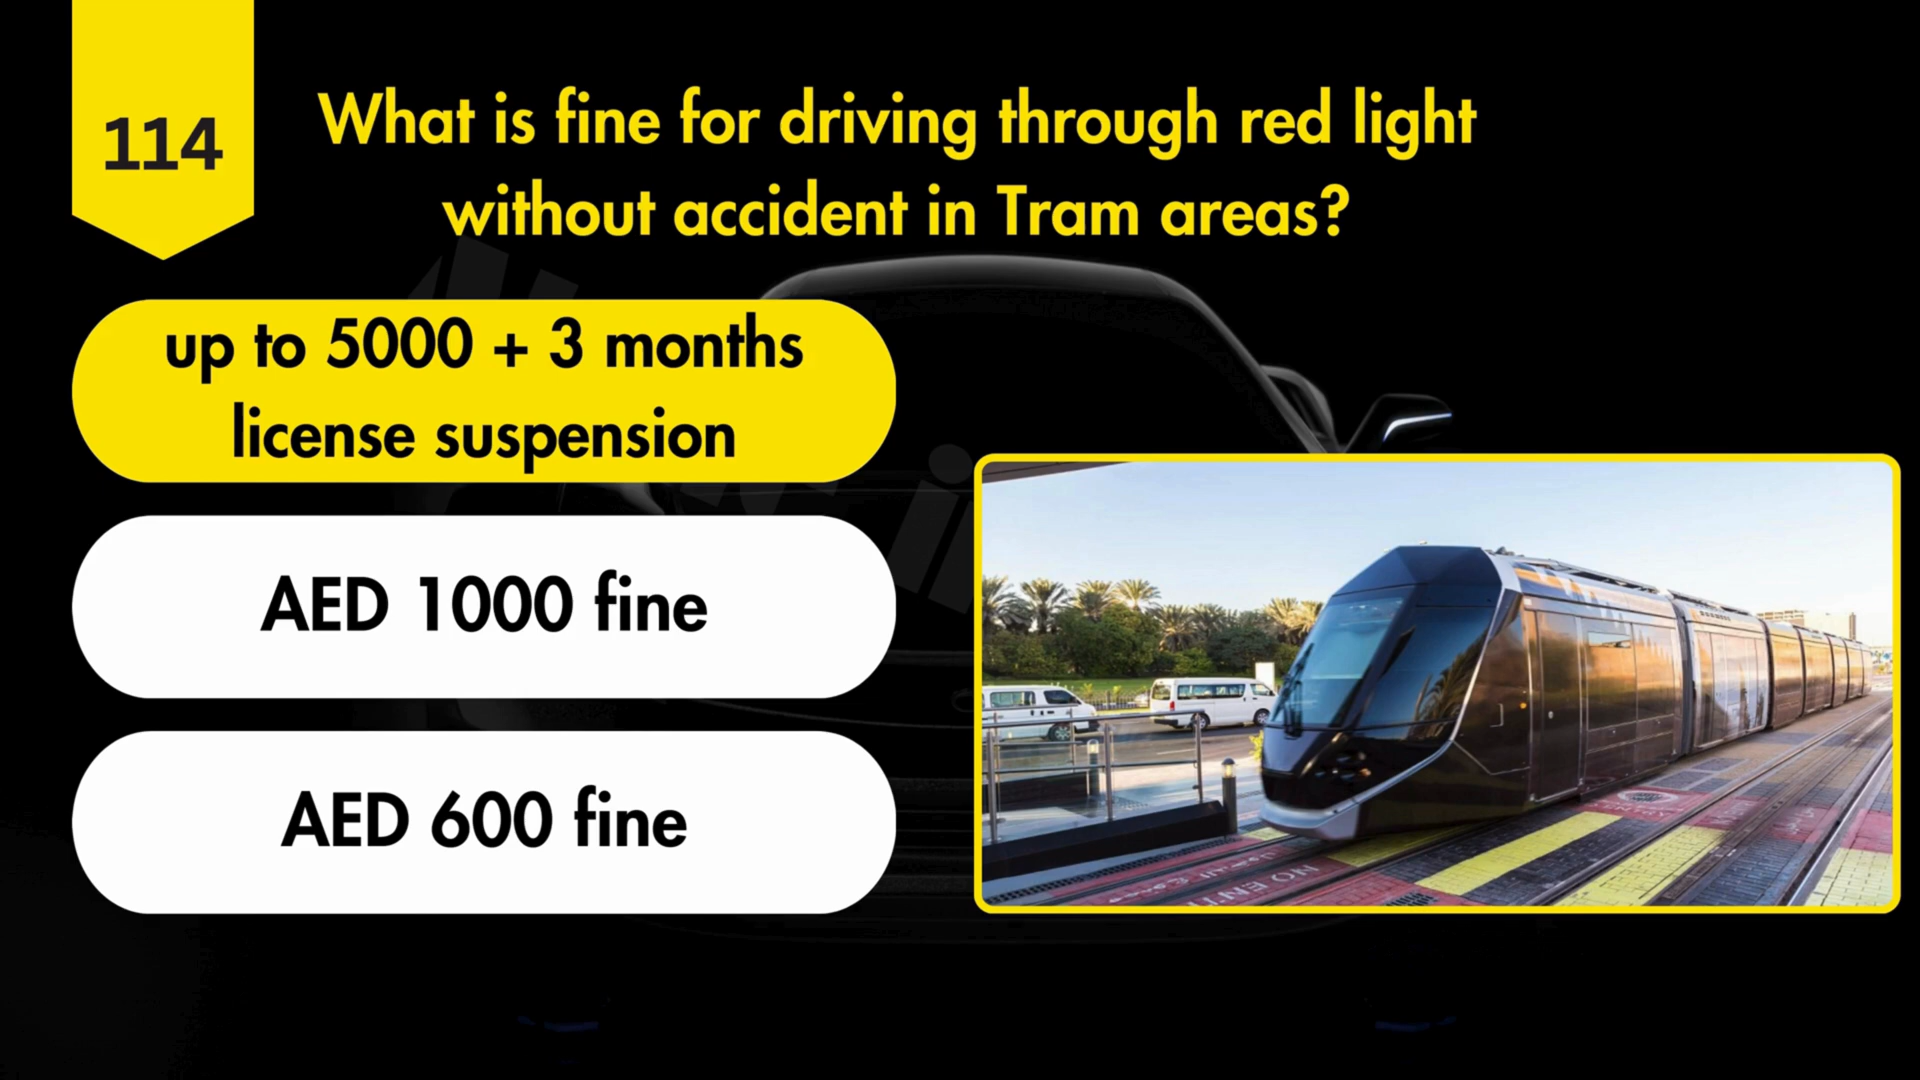 114
What is fine for driving through red light
without accident in Tram areas?
up to 5000 + 3 months
license suspension
AED 1000 fine
AED 600 fine